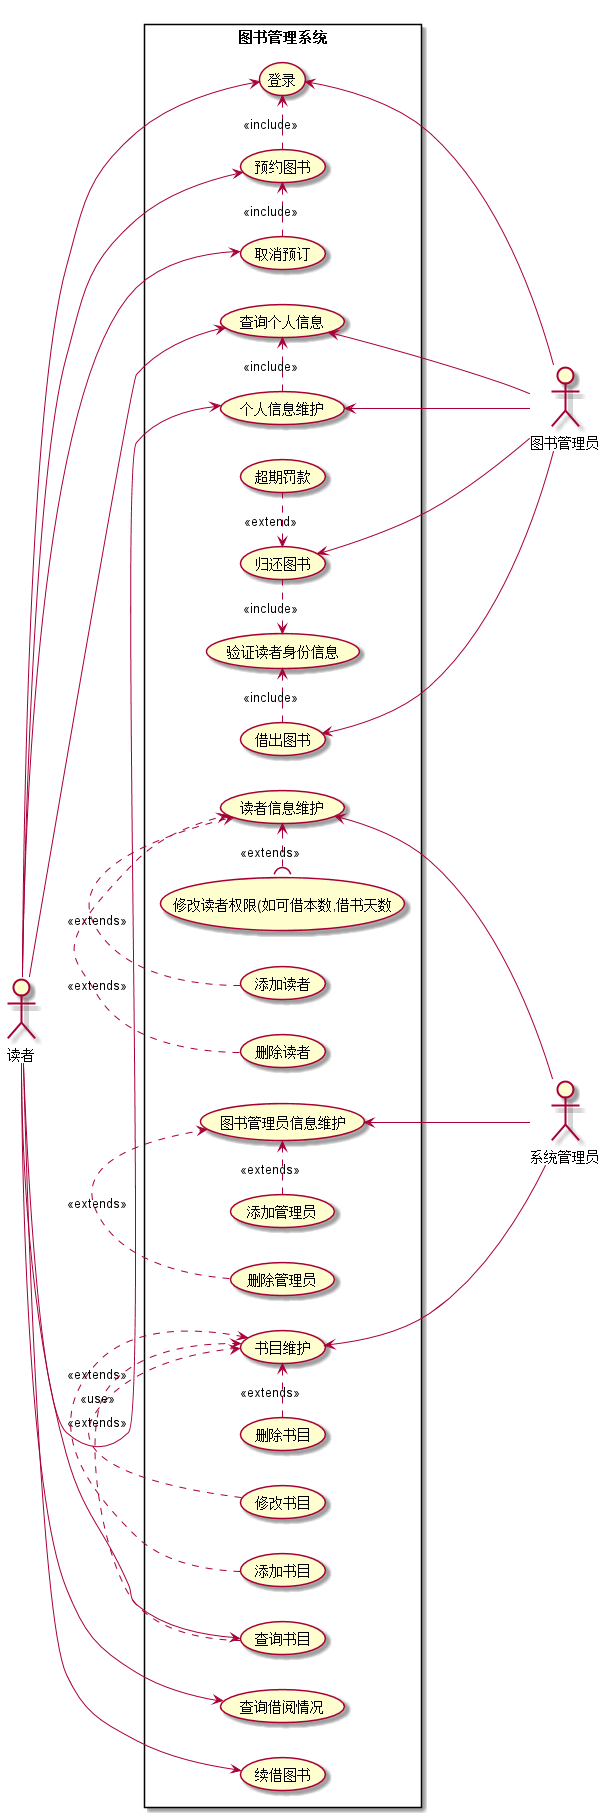 图书管理系统
登录
«include»
预约图书
«include»
取消预订
查询个人信息
«include»
个人信息维护
图书管理员
超期罚款
«extend»
归还图书
«include»
验证读者身份信息
«include»
借出图书
读者信息维护
«extends»
修改读者权限(如可借本数,借书天数
«extends»
添加读者
«extends»
删除读者
读者
图书管理员信息维护
系统管理员
«extends»
添加管理员
«extends»
删除管理员
书目维护
«extends»
«use»
«extends»
«extends»
删除书目
修改书目
添加书目
查询书目
查询借阅情况
续借图书